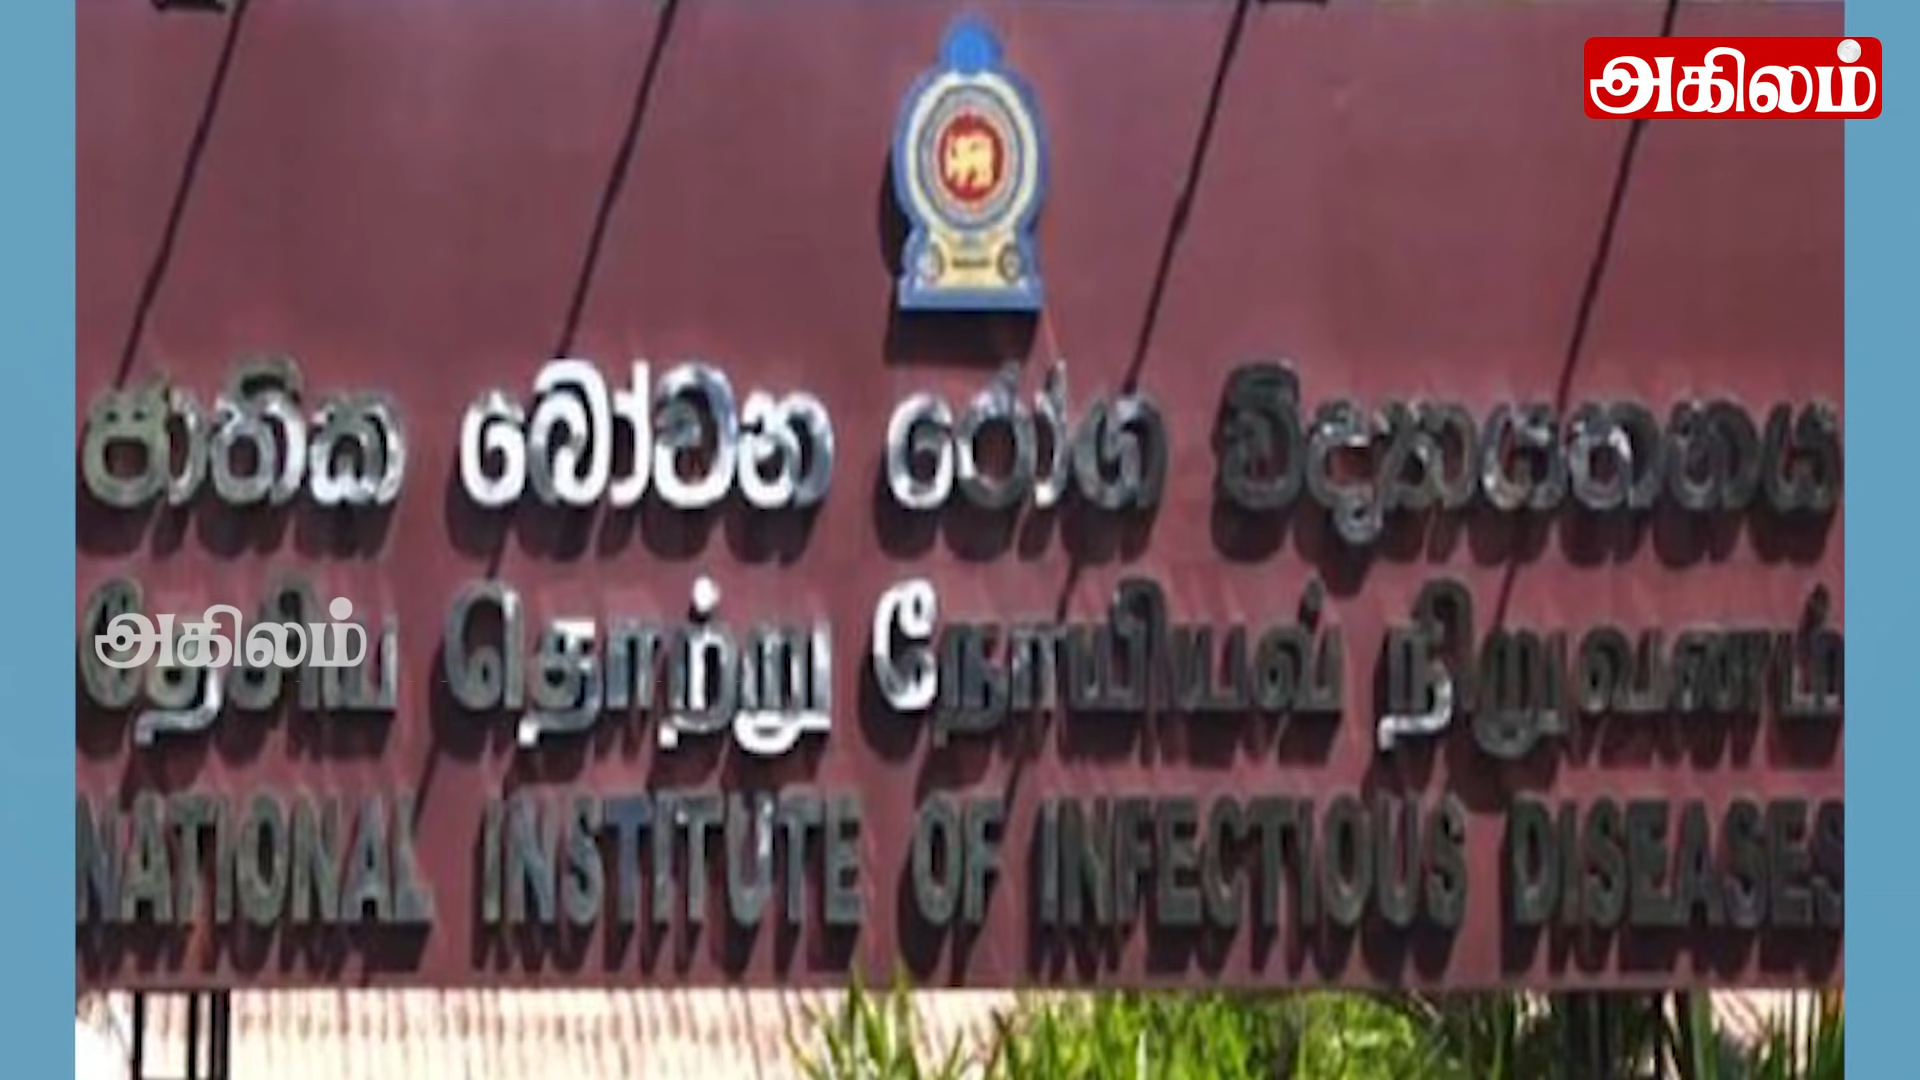 அகிலம்
ජාතික බෝවන රෝග විද්‍යායතනය
தேசிய தொற்று நோயியல் நிறுவனம்
அகிலம்
NATIONAL INSTITUTE OF INFECTIOUS DISEASES